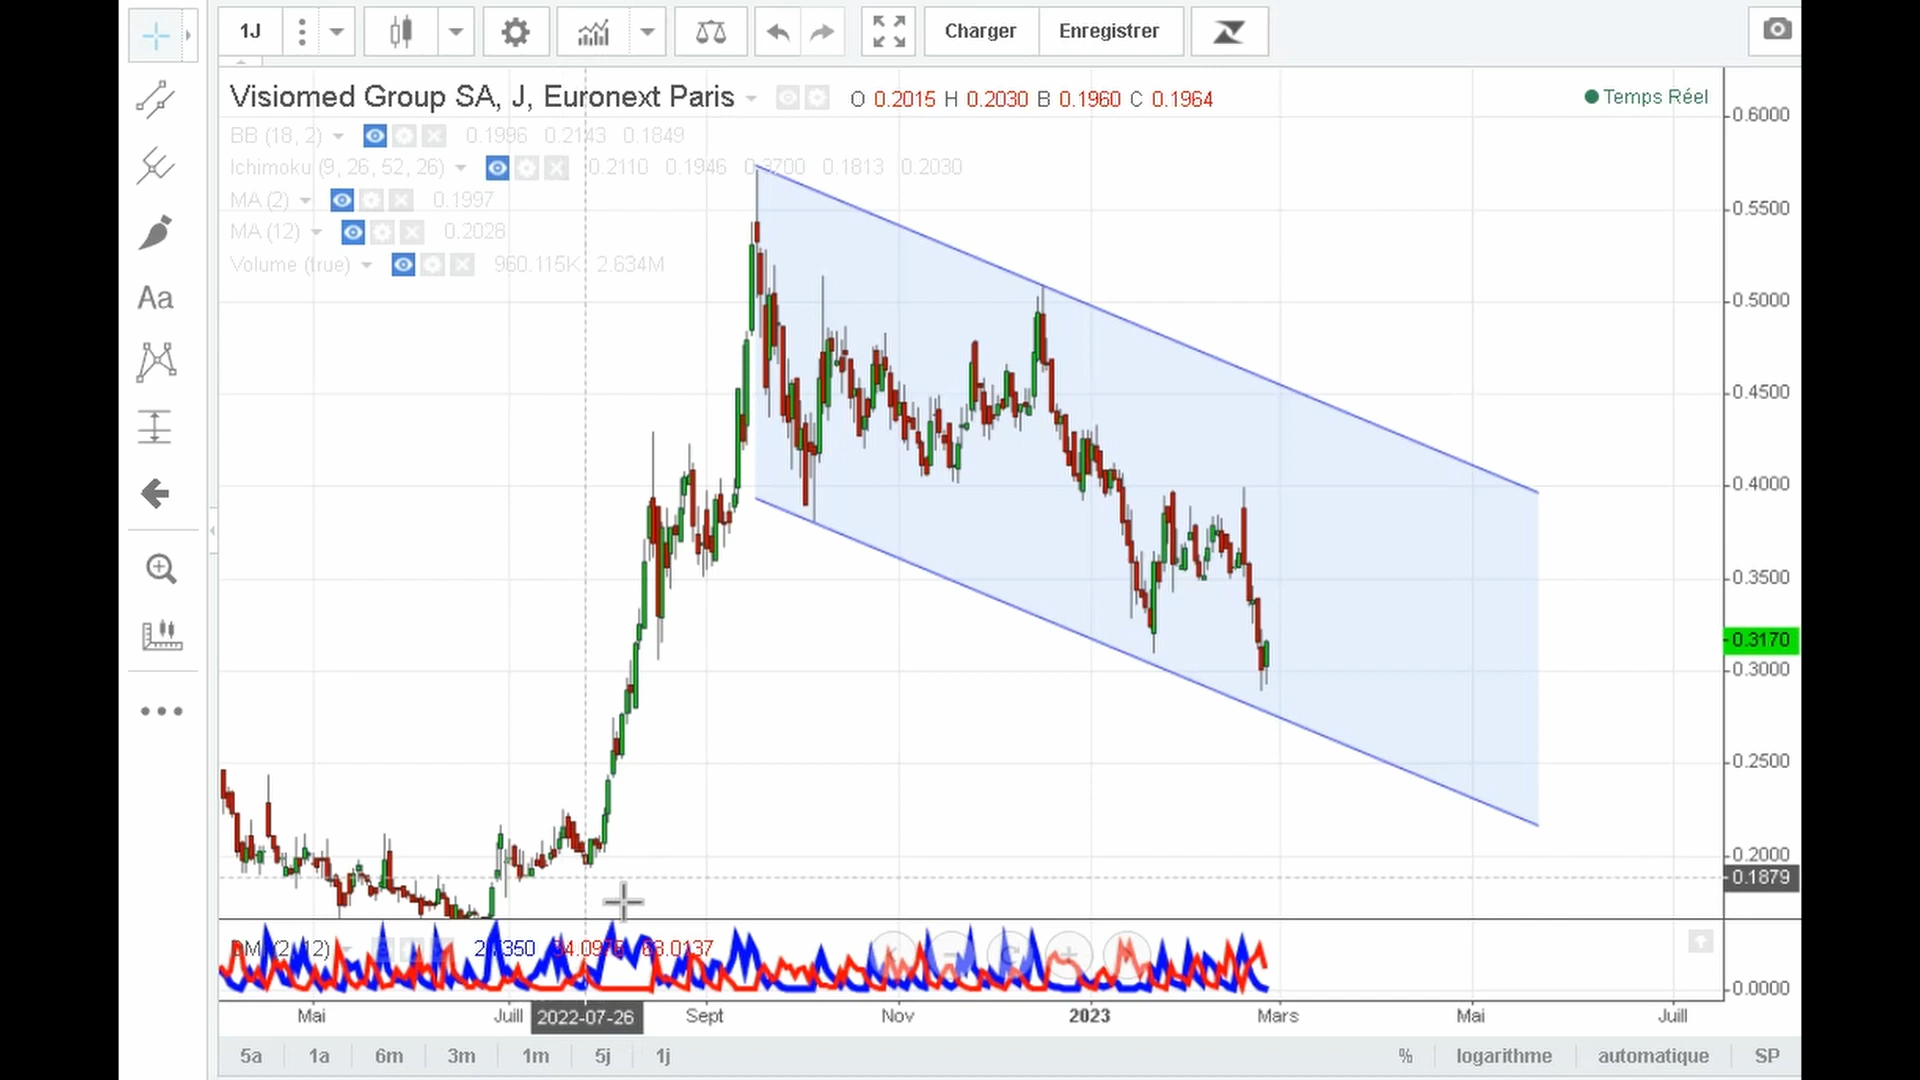 1J Charger Enregistrer
Visiomed Group SA, J, Euronext Paris O 0.2015 H 0.2030 B 0.1960 C 0.1964 Temps Réel
BB (18, 2) 0.1996 0.2143 0.1849
Ichimoku (9, 26, 52, 26) 0.2110 0.1946 0.3700 0.1813 0.2030
MA (2) 0.1997
MA (12) 0.2028
Volume (true) 960.115K 2.634M
Aa
0.6000
0.5500
0.5000
0.4500
0.4000
0.3500
0.3170
0.3000
0.2500
0.2000
0.1879
DMI (2, 12)
0.0000
Mai Juill 2022-07-26 Sept Nov 2023 Mars Mai Juill
5a 1a 6m 3m 1m 5j 1j % logarithme automatique SP